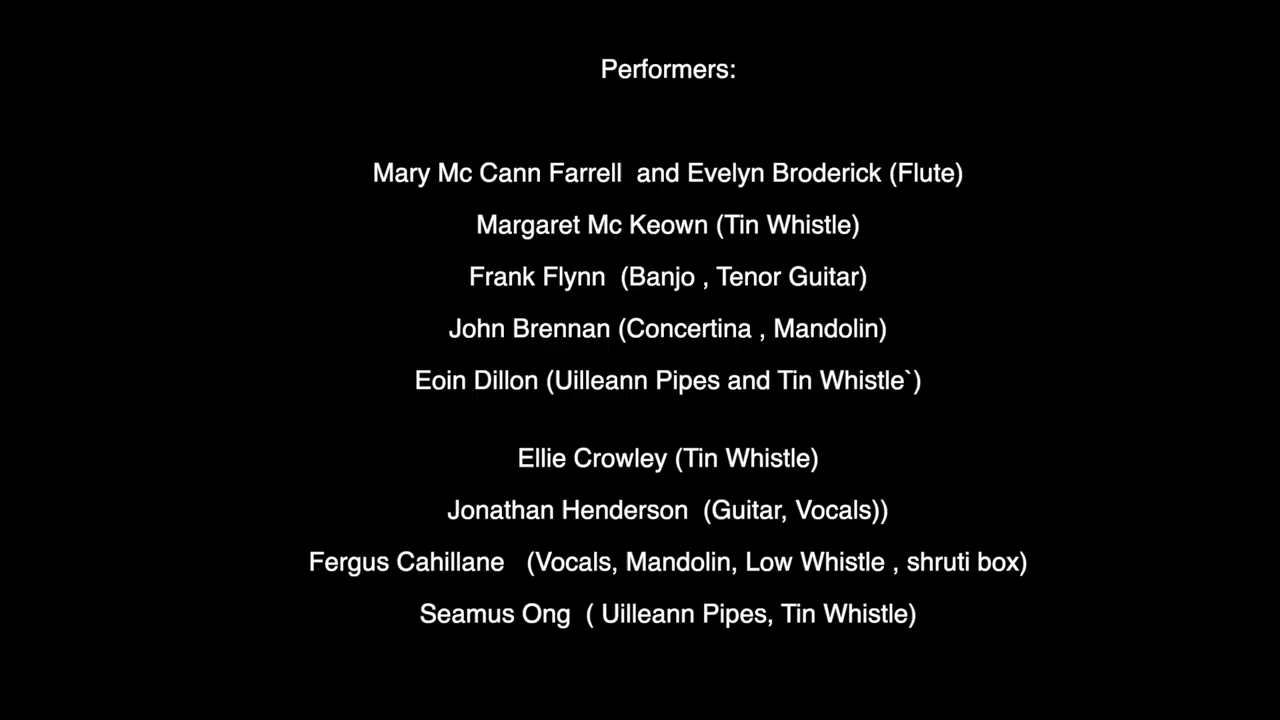 Performers:
Mary Mc Cann Farrell  and Evelyn Broderick (Flute)
Margaret Mc Keown (Tin Whistle)
Frank Flynn  (Banjo , Tenor Guitar)
John Brennan (Concertina , Mandolin)
Eoin Dillon (Uilleann Pipes and Tin Whistle`)
Ellie Crowley (Tin Whistle)
Jonathan Henderson  (Guitar, Vocals))
Fergus Cahillane   (Vocals, Mandolin, Low Whistle , shruti box)
Seamus Ong  ( Uilleann Pipes, Tin Whistle)